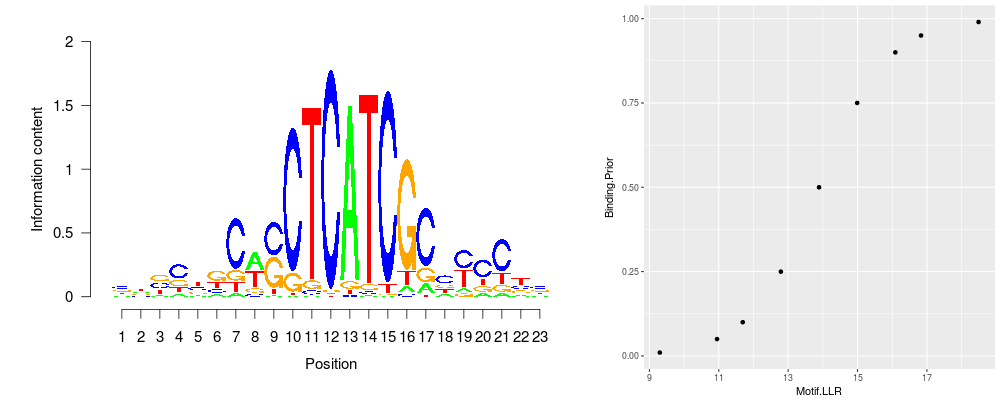 2
1.5
1
0.5
0
Information content
CACCTCATCGC
1 2 3 4 5 6 7 8 9 10 11 12 13 14 15 16 17 18 19 20 21 22 23
Position
1.00
0.75
0.50
0.25
0.00
Binding.Prior
9 11 13 15 17
Motif.LLR